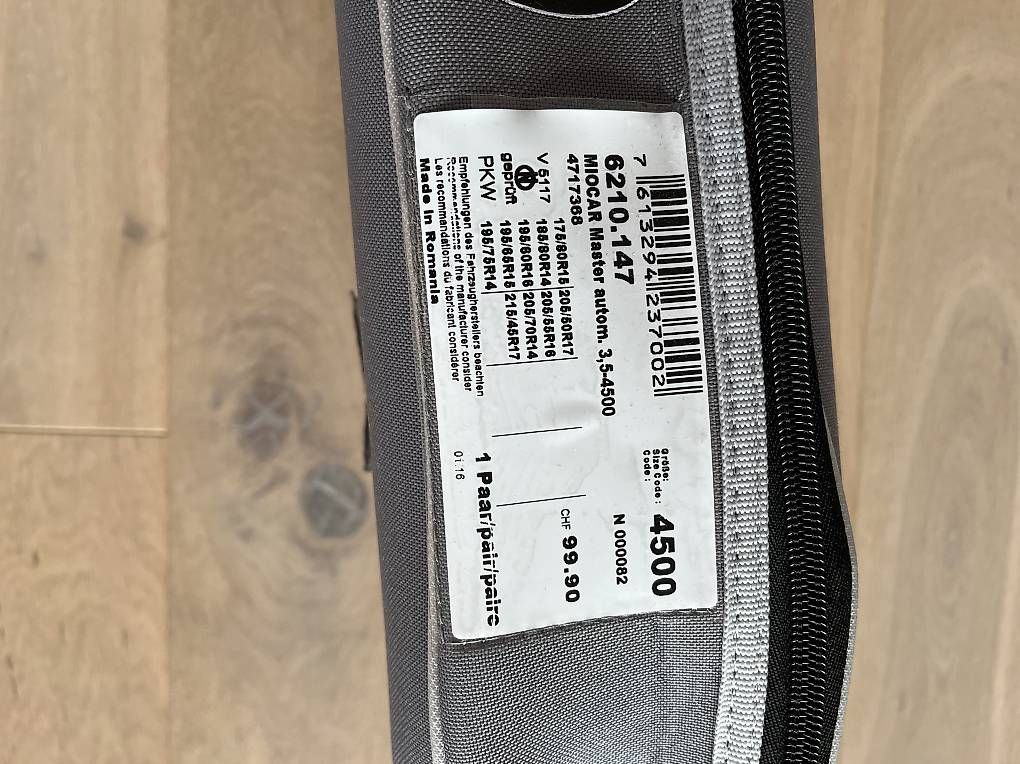 7 613294 237002
6210.147
MIOCAR Master autom. 3,5-4500
4717368
Größe:
Size Code:
Code:
4500
N 000082
175/80R15 205/50R17
V 5117 185/80R14 205/55R16
195/60R16 205/70R14
geprüft 195/65R15 215/45R17
PKW 195/75R14
CHF 99.90
Empfehlungen des Fahrzeugherstellers beachten
Recommendations of the manufacturer consider
Les recommandations du fabricant considérer
Made in Romania
1 Paar/pair/paire
01.16